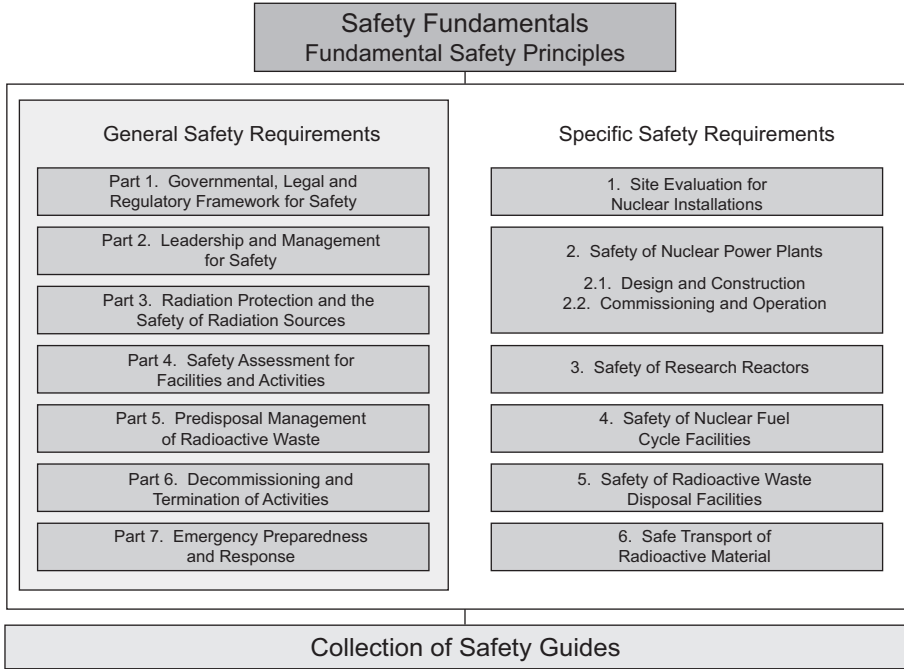 Safety Fundamentals
Fundamental Safety Principles
General Safety Requirements
Part 1. Governmental, Legal and
Regulatory Framework for Safety
Part 2. Leadership and Management
for Safety
Part 3. Radiation Protection and the
Safety of Radiation Sources
Part 4. Safety Assessment for
Facilities and Activities
Part 5. Predisposal Management
of Radioactive Waste
Part 6. Decommissioning and
Termination of Activities
Part 7. Emergency Preparedness
and Response
Specific Safety Requirements
1. Site Evaluation for
Nuclear Installations
2. Safety of Nuclear Power Plants
2.1. Design and Construction
2.2. Commissioning and Operation
3. Safety of Research Reactors
4. Safety of Nuclear Fuel
Cycle Facilities
5. Safety of Radioactive Waste
Disposal Facilities
6. Safe Transport of
Radioactive Material
Collection of Safety Guides